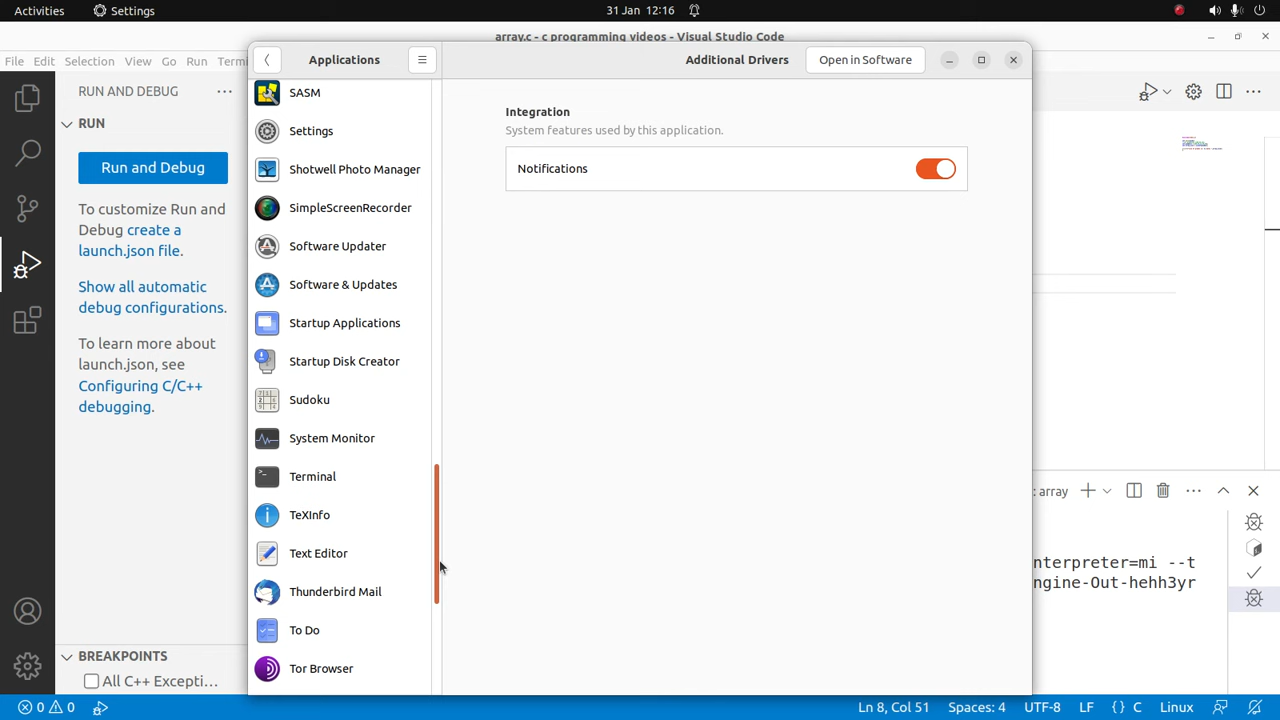 Activities
Settings
31 Jan 12:16
array.c - c programming videos - Visual Studio Code
File Edit Selection View Go Run
RUN AND DEBUG
RUN
Run and Debug
To customize Run and
Debug create a
launch.json file.
Show all automatic
debug configurations.
To learn more about
launch.json, see
Configuring C/C++
debugging.
BREAKPOINTS
All C++ Excepti...
Applications
SASM
Settings
Shotwell Photo Manager
SimpleScreenRecorder
Software Updater
Software & Updates
Startup Applications
Startup Disk Creator
Sudoku
System Monitor
Terminal
TeXInfo
Text Editor
Thunderbird Mail
To Do
Tor Browser
Additional Drivers
Open in Software
Integration
System features used by this application.
Notifications
: array
nterpreter=mi --t
ngine-Out-hehh3yr
0 0
Ln 8, Col 51
Spaces: 4
UTF-8
LF
{ } C
Linux